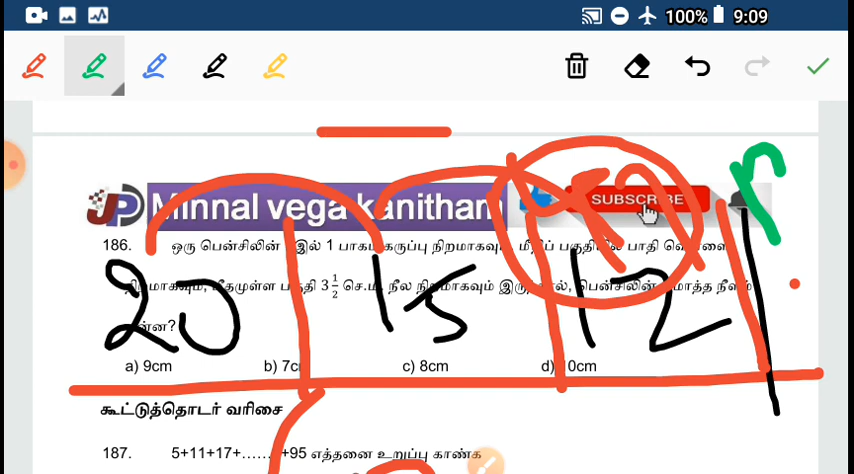 100% 9:09
Minnal vega kanitham SUBSCRIBE n
186. ஒரு பென்சிலின் இல் 1 பாகம் கருப்பு நிறமாகவும், மீதிப் பகுதியில் பாதி
நிறமாகவும், மீதமுள்ள பகுதி 3 1/2 செ.மீ. நீல நிறமாகவும் பென்சிலின் மொத்த நீளம்
20 15 12 1
a) 9cm b) 7cm c) 8cm d) 10cm
கூட்டுத்தொடர் வரிசை
187. 5+11+17+…… +95 எத்தனை உறுப்பு காண்க